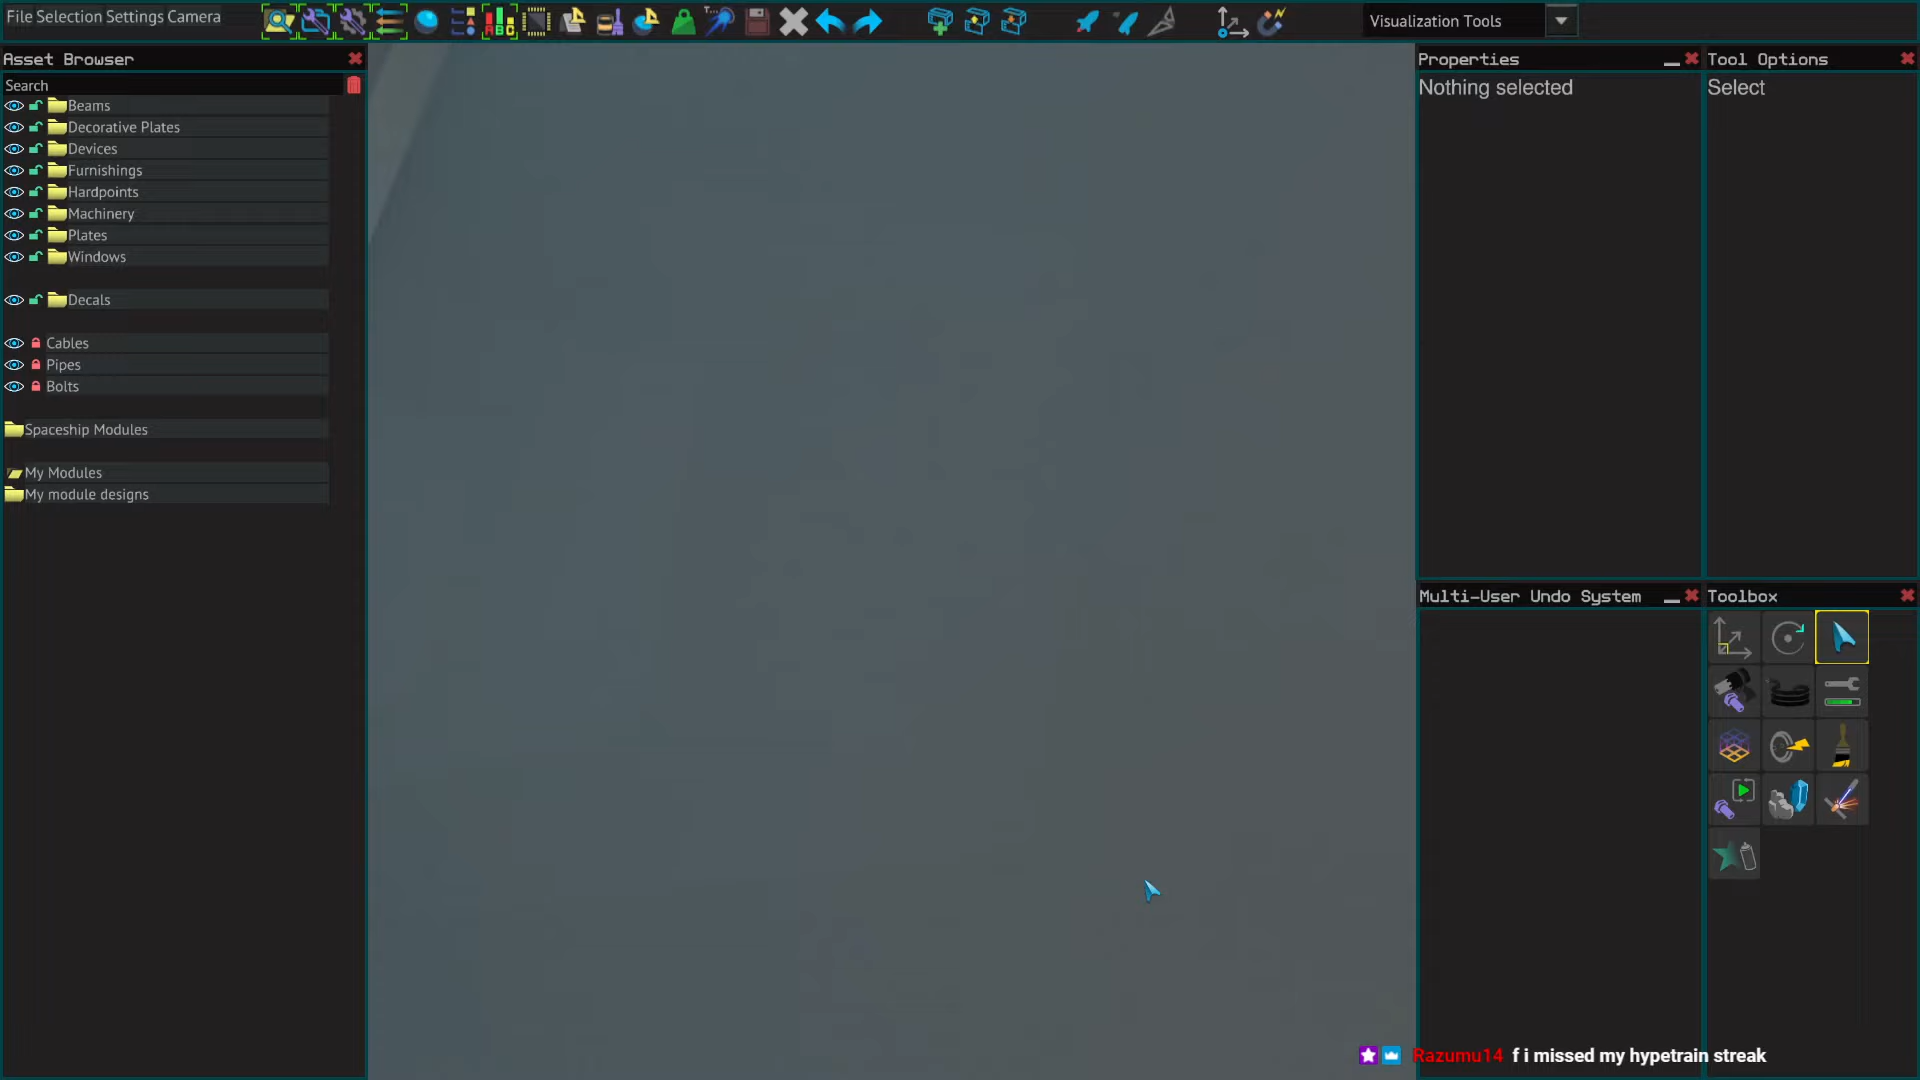 File Selection Settings Camera
Visualization Tools
Asset Browser
Search
Beams
Decorative Plates
Devices
Furnishings
Hardpoints
Machinery
Plates
Windows
Decals
Cables
Pipes
Bolts
Spaceship Modules
My Modules
My module designs
Properties
Nothing selected
Tool Options
Select
Multi-User Undo System
Toolbox
ABC
Razumu14 f i missed my hypetrain streak